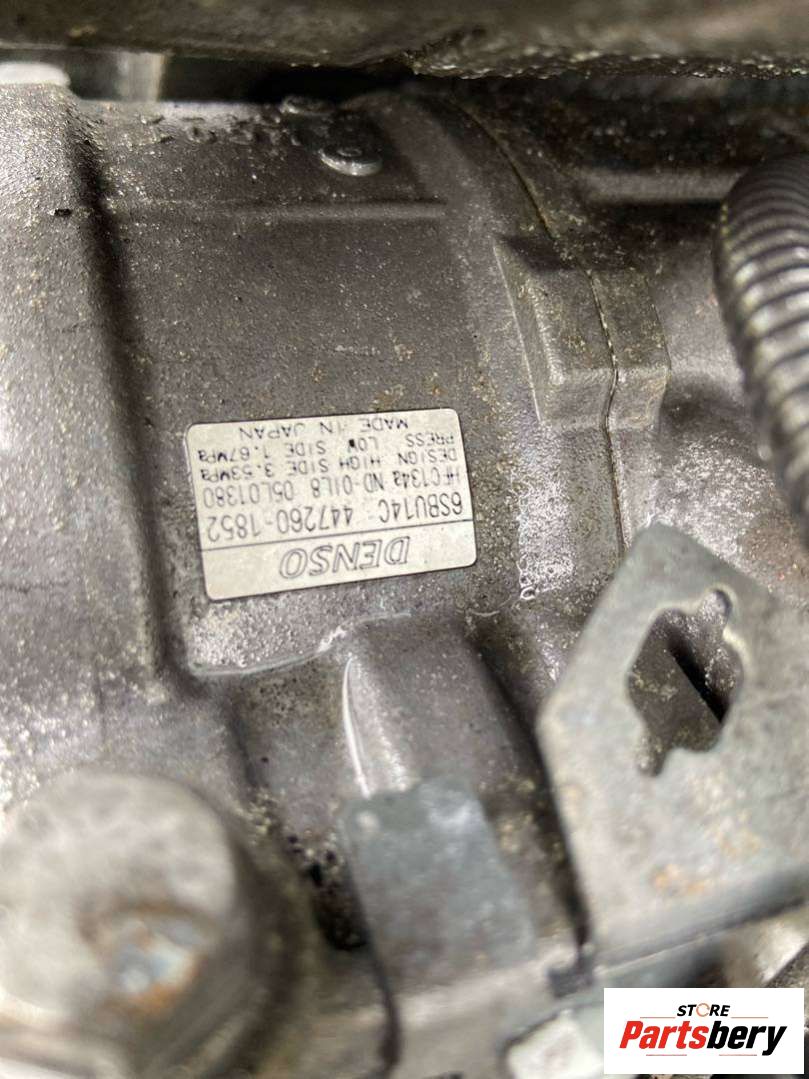 DENSO
6SBU14C 447260-1852
HFC134a ND-OIL8 05L01380
DESIGN HIGH SIDE 3.53MPa
PRESS LOW SIDE 1.67MPa
MADE IN JAPAN
STORE
Partsbery